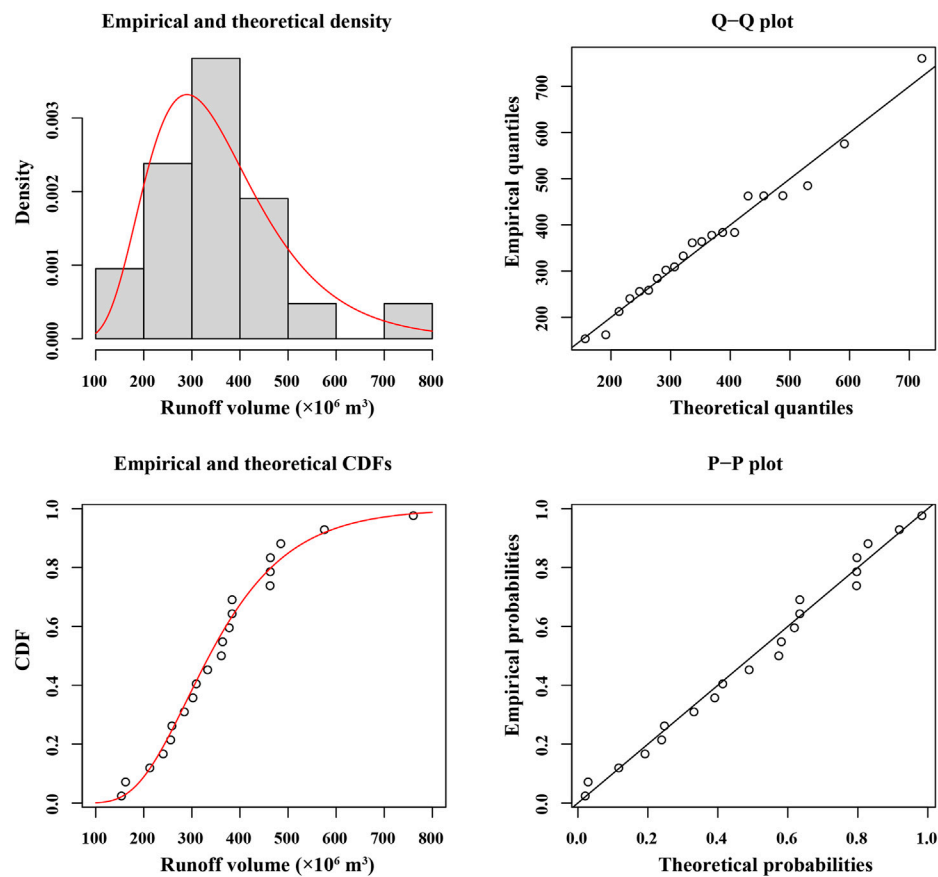 Empirical and theoretical density
Density
0.000 0.001 0.002 0.003
100 200 300 400 500 600 700 800
Runoff volume (×10⁶ m³)
Q−Q plot
Empirical quantiles
200 300 400 500 600 700
200 300 400 500 600 700
Theoretical quantiles
Empirical and theoretical CDFs
CDF
0.0 0.2 0.4 0.6 0.8 1.0
100 200 300 400 500 600 700 800
Runoff volume (×10⁶ m³)
P−P plot
Empirical probabilities
0.0 0.2 0.4 0.6 0.8 1.0
0.0 0.2 0.4 0.6 0.8 1.0
Theoretical probabilities